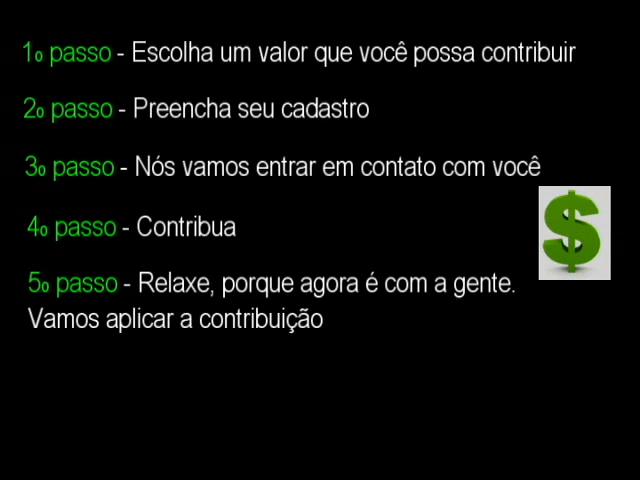 1º passo - Escolha um valor que você possa contribuir
2º passo - Preencha seu cadastro
3º passo - Nós vamos entrar em contato com você
4º passo - Contribua
5º passo - Relaxe, porque agora é com a gente.
Vamos aplicar a contribuição
$